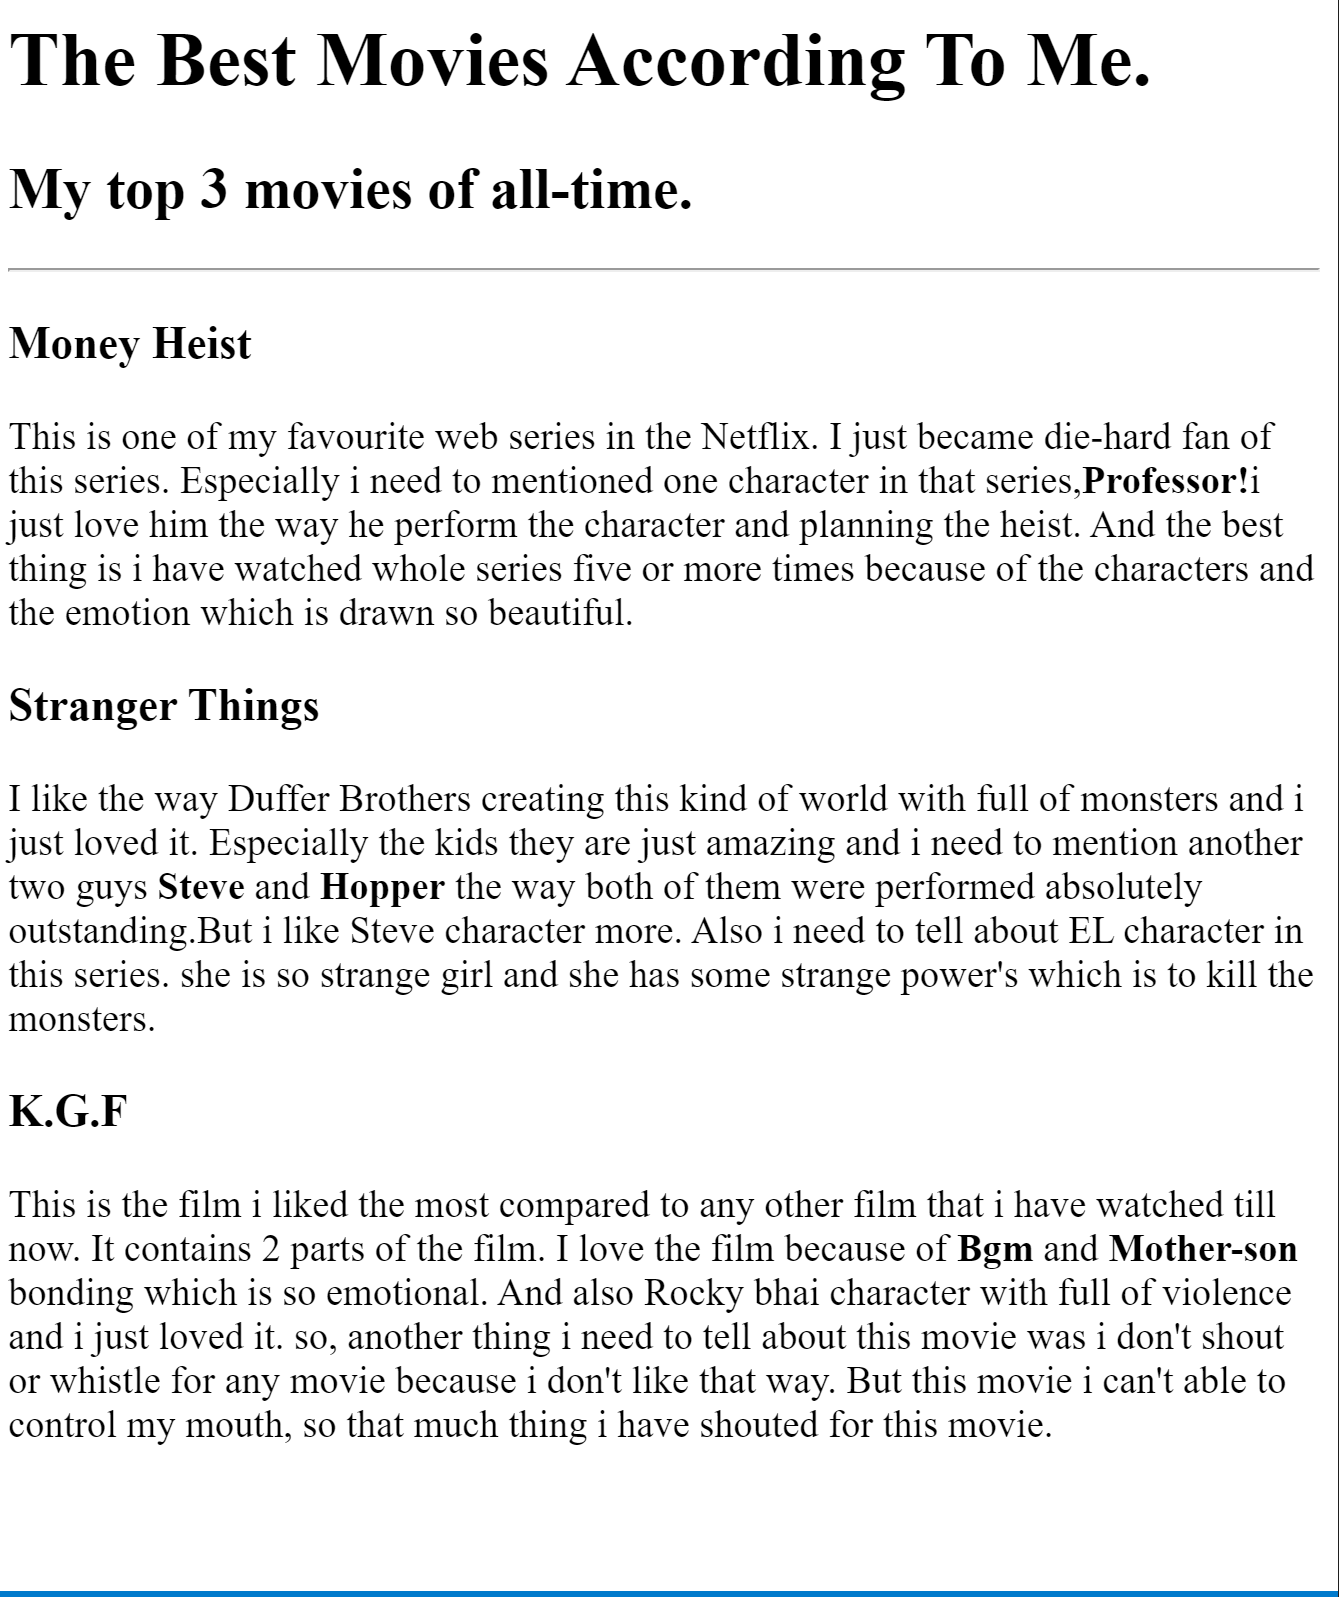 The Best Movies According To Me.
My top 3 movies of all-time.
Money Heist
This is one of my favourite web series in the Netflix. I just became die-hard fan of
this series. Especially i need to mentioned one character in that series,Professor!i
just love him the way he perform the character and planning the heist. And the best
thing is i have watched whole series five or more times because of the characters and
the emotion which is drawn so beautiful.
Stranger Things
I like the way Duffer Brothers creating this kind of world with full of monsters and i
just loved it. Especially the kids they are just amazing and i need to mention another
two guys Steve and Hopper the way both of them were performed absolutely
outstanding.But i like Steve character more. Also i need to tell about EL character in
this series. she is so strange girl and she has some strange power's which is to kill the
monsters.
K.G.F
This is the film i liked the most compared to any other film that i have watched till
now. It contains 2 parts of the film. I love the film because of Bgm and Mother-son
bonding which is so emotional. And also Rocky bhai character with full of violence
and i just loved it. so, another thing i need to tell about this movie was i don't shout
or whistle for any movie because i don't like that way. But this movie i can't able to
control my mouth, so that much thing i have shouted for this movie.